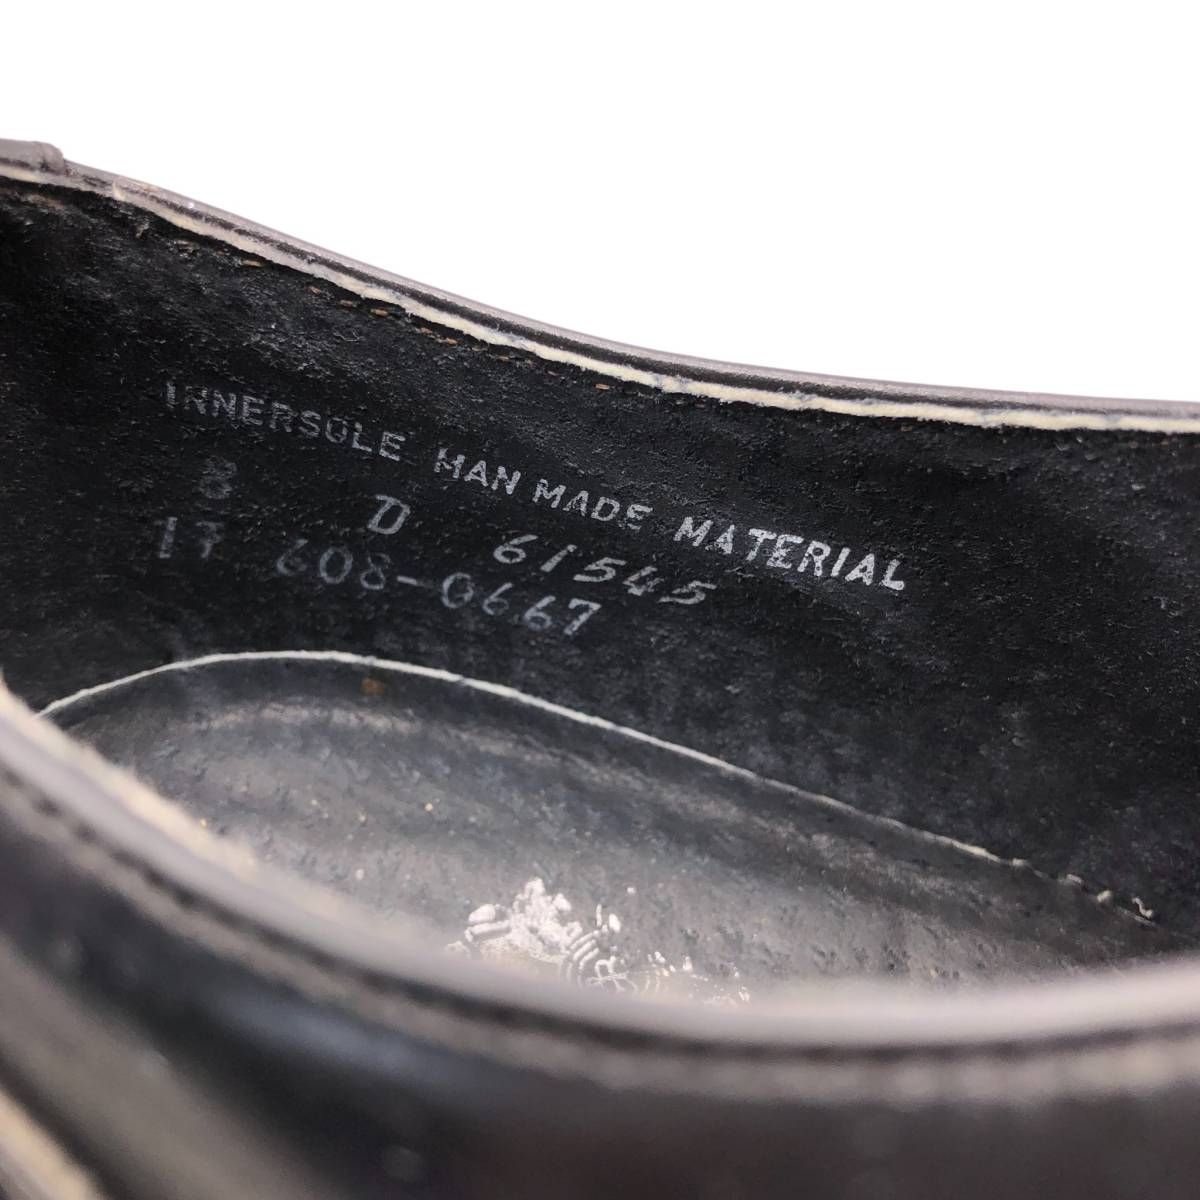 INNERSOLE MAN MADE MATERIAL
8 D 61545
17 608-0667